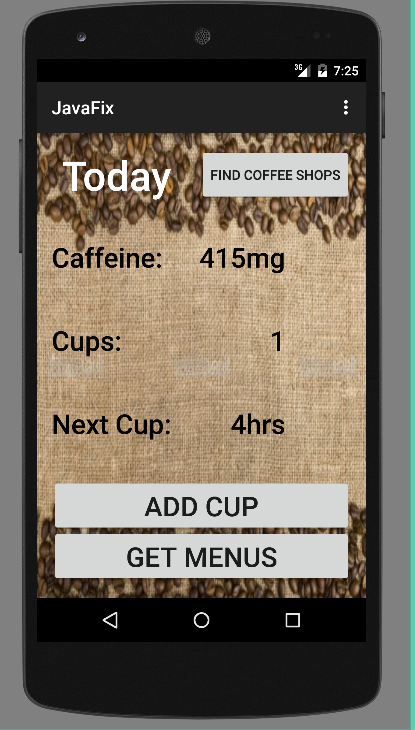 3G 7:25
JavaFix
Today FIND COFFEE SHOPS
Caffeine: 415mg
Cups: 1
Next Cup: 4hrs
ADD CUP
GET MENUS